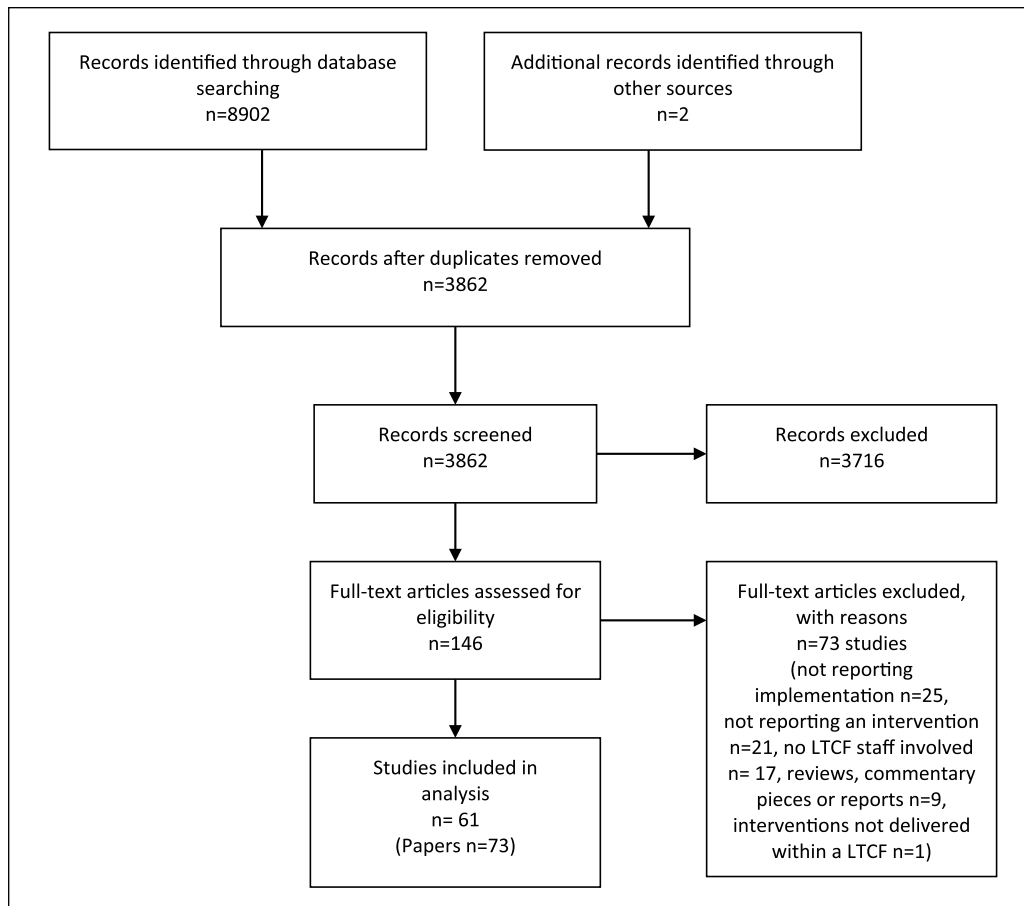 Records identified through database
searching
n=8902
Additional records identified through
other sources
n=2
Records after duplicates removed
n=3862
Records screened
n=3862
Records excluded
n=3716
Full-text articles assessed for
eligibility
n=146
Full-text articles excluded,
with reasons
n=73 studies
(not reporting
implementation n=25,
not reporting an intervention
n=21, no LTCF staff involved
n= 17, reviews, commentary
pieces or reports n=9,
interventions not delivered
within a LTCF n=1)
Studies included in
analysis
n= 61
(Papers n=73)